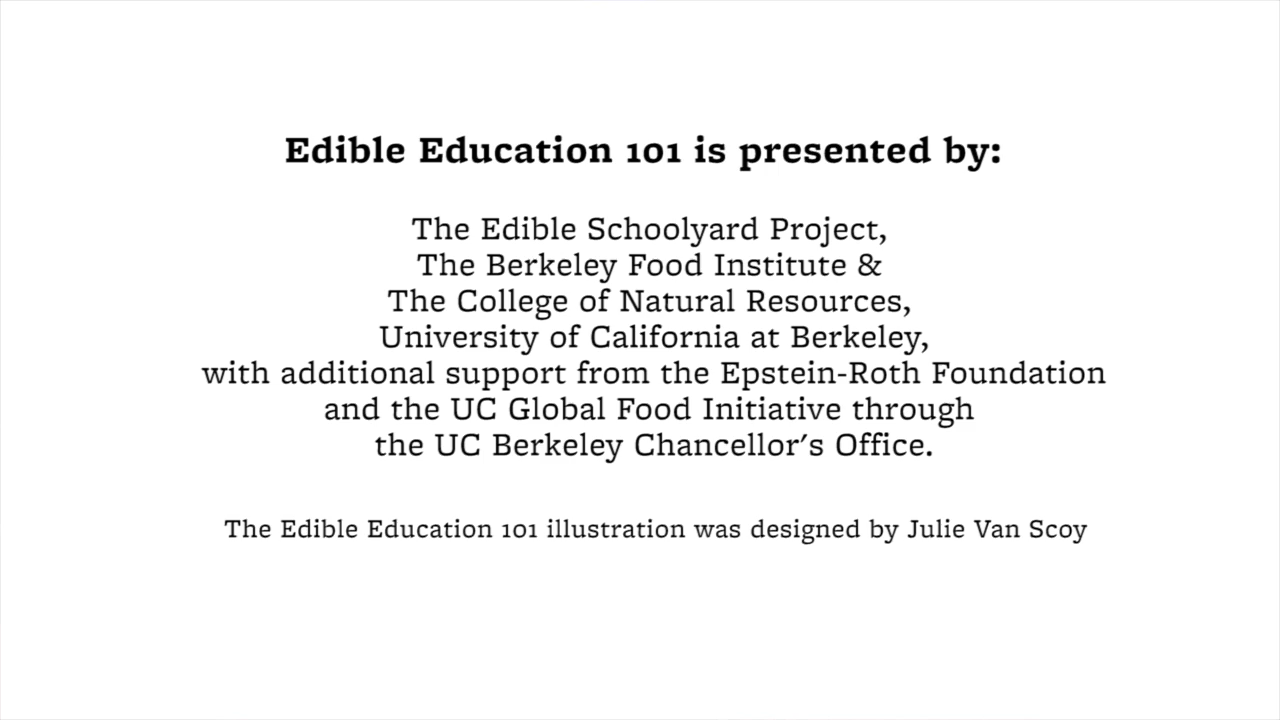 Edible Education 101 is presented by:
The Edible Schoolyard Project,
The Berkeley Food Institute &
The College of Natural Resources,
University of California at Berkeley,
with additional support from the Epstein-Roth Foundation
and the UC Global Food Initiative through
the UC Berkeley Chancellor's Office.
The Edible Education 101 illustration was designed by Julie Van Scoy